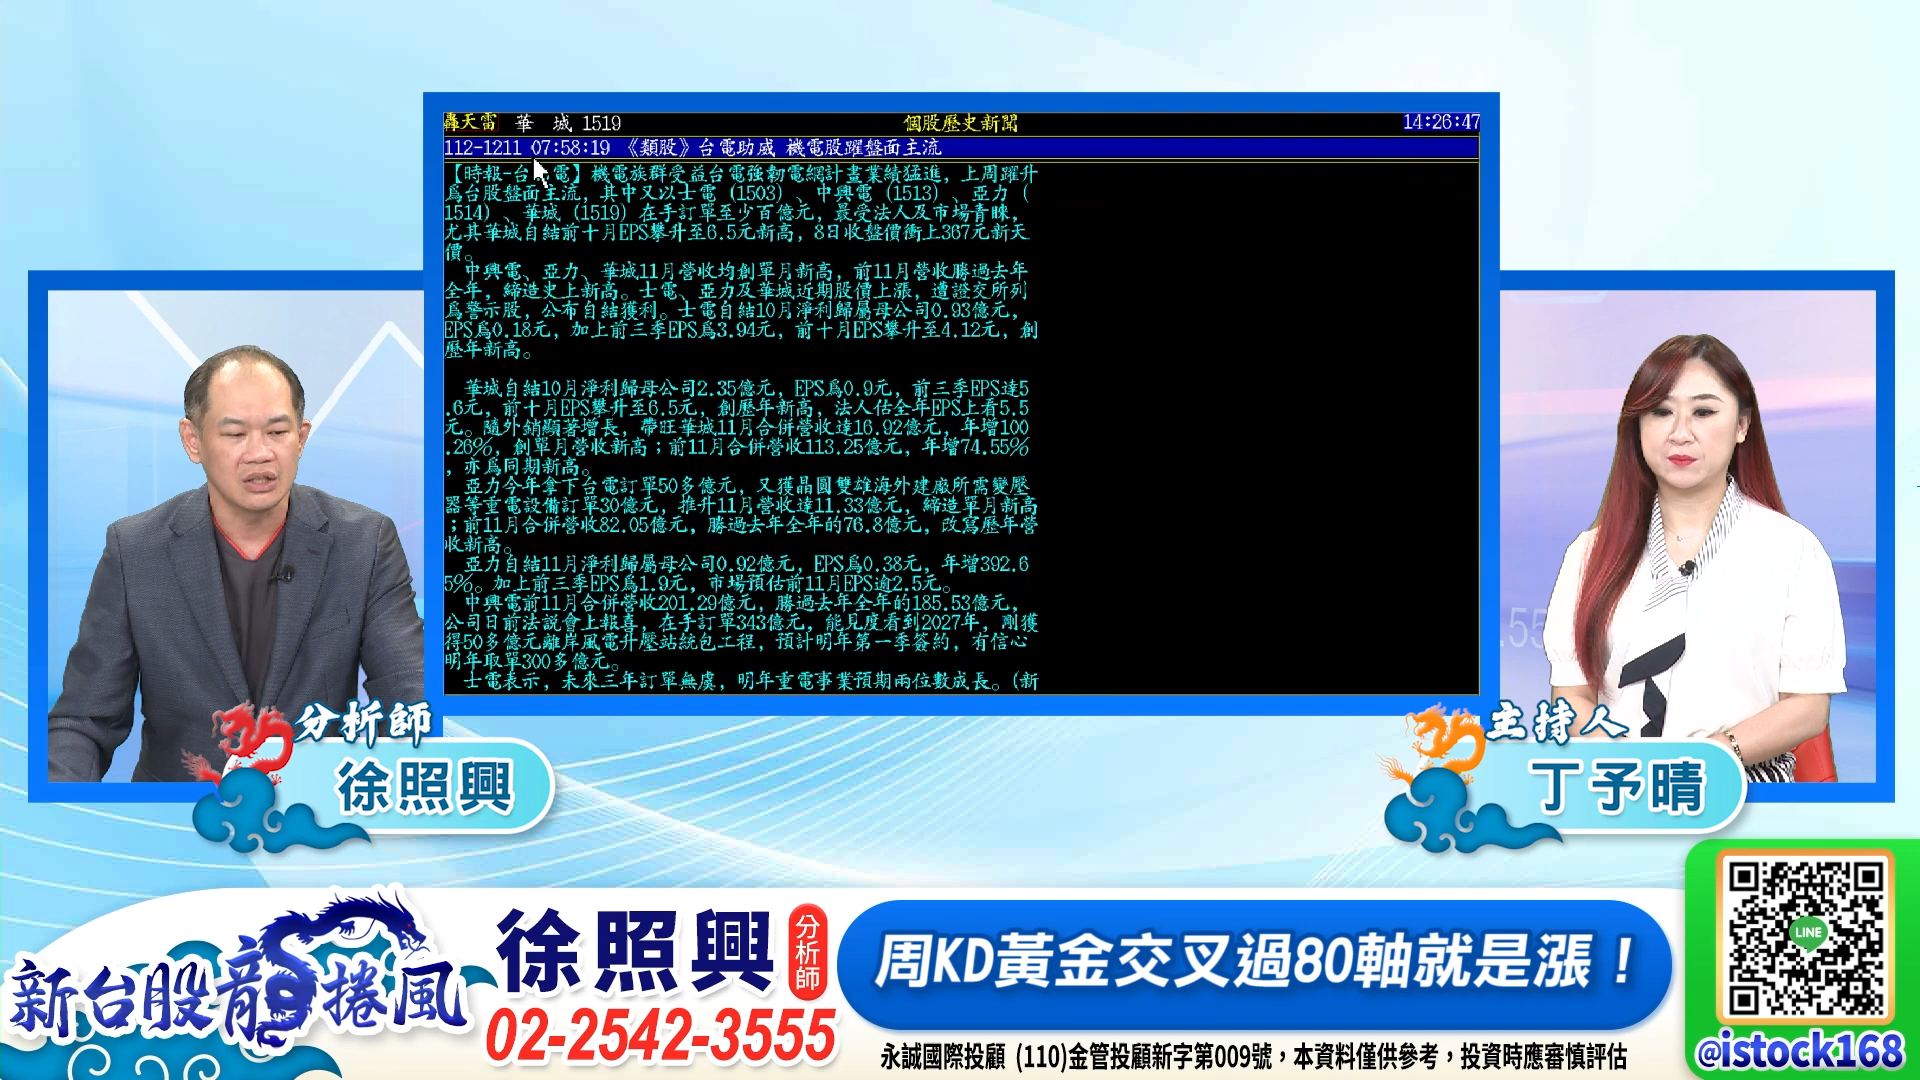 轟天雷 華 城 1519 個股歷史新聞 14:26:47
112-1211 07:58:19 《類股》台電助威 機電股躍盤面主流
【時報-台 電】機電族群受益台電強韌電網計畫業績猛進，上周躍升
為台股盤面主流，其中又以士電（1503）、中興電（1513）、亞力（
1514）、華城（1519）在手訂單至少百億元，最受法人及市場青睞，
尤其華城自結前十月EPS攀升至6.5元新高，8日收盤價衝上367元新天
價。
中興電、亞力、華城11月營收均創單月新高，前11月營收勝過去年
全年，締造史上新高。士電、亞力及華城近期股價上漲，遭證交所列
為警示股，公布自結獲利。士電自結10月淨利歸屬母公司0.93億元，
EPS為0.18元，加上前三季EPS為3.94元，前十月EPS攀升至4.12元，創
歷年新高。
華城自結10月淨利歸母公司2.35億元，EPS為0.9元，前三季EPS達5
.6元，前十月EPS攀升至6.5元，創歷年新高，法人估全年EPS上看5.5
元。隨外銷顯著增長，帶旺華城11月合併營收達16.92億元，年增100
.26%，創單月營收新高；前11月合併營收113.25億元，年增74.55%
，亦為同期新高。
亞力今年拿下台電訂單50多億元，又獲晶圓雙雄海外建廠所需變壓
器等重電設備訂單30億元，推升11月營收達11.33億元，締造單月新高
；前11月合併營收82.05億元，勝過去年全年的76.8億元，改寫歷年營
收新高。
亞力自結11月淨利歸屬母公司0.92億元，EPS為0.38元，年增392.6
5%。加上前三季EPS為1.9元，市場預估前11月EPS逾2.5元。
中興電前11月合併營收201.29億元，勝過去年全年的185.53億元，
公司日前法說會上報喜，在手訂單343億元，能見度看到2027年，剛獲
得50多億元離岸風電升壓站統包工程，預計明年第一季簽約，有信心
明年取單300多億元。
士電表示，未來三年訂單無虞，明年重電事業預期兩位數成長。（新
.55
分析師
徐照興
主持人
丁予晴
新台股龍捲風
徐照興 分析師
02-2542-3555
周KD黃金交叉過80軸就是漲！
永誠國際投顧 (110)金管投顧新字第009號，本資料僅供參考，投資時應審慎評估
LINE
@istock168